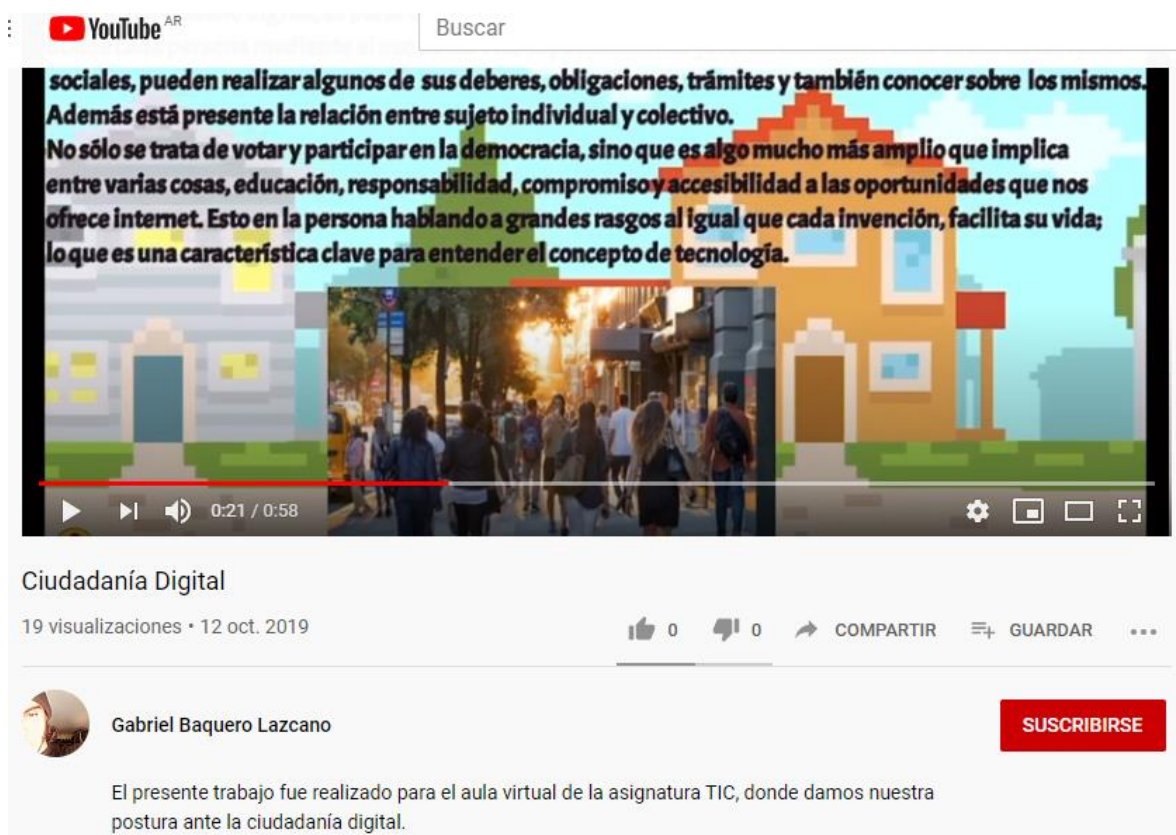 YouTube AR
Buscar
sociales, pueden realizar algunos de sus deberes, obligaciones, trámites y también conocer sobre los mismos.
Además está presente la relación entre sujeto individual y colectivo.
No sólo se trata de votar y participar en la democracia, sino que es algo mucho más amplio que implica
entre varias cosas, educación, responsabilidad, compromiso y accesibilidad a las oportunidades que nos
ofrece internet. Esto en la persona hablando a grandes rasgos al igual que cada invención, facilita su vida;
lo que es una característica clave para entender el concepto de tecnología.
0:21 / 0:58
Ciudadanía Digital
19 visualizaciones • 12 oct. 2019
0 0 COMPARTIR GUARDAR
Gabriel Baquero Lazcano
SUSCRIBIRSE
El presente trabajo fue realizado para el aula virtual de la asignatura TIC, donde damos nuestra
postura ante la ciudadanía digital.